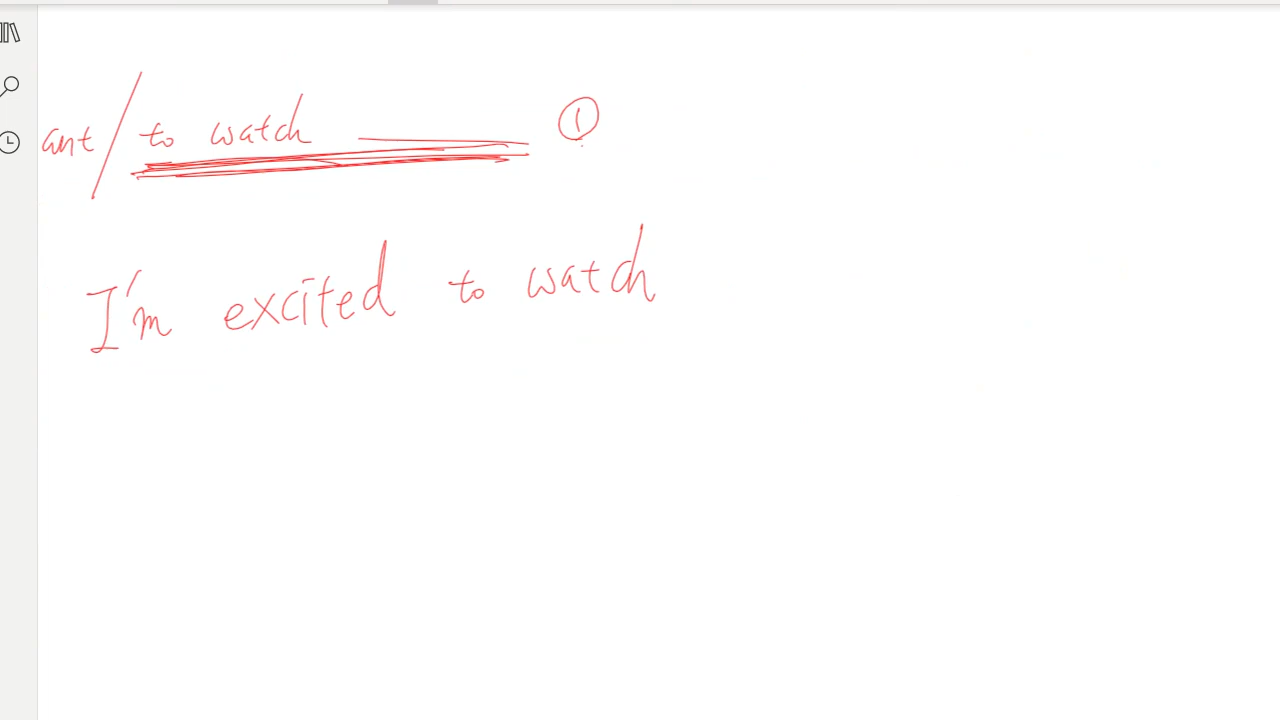 ant / to watch ①
I'm excited to watch